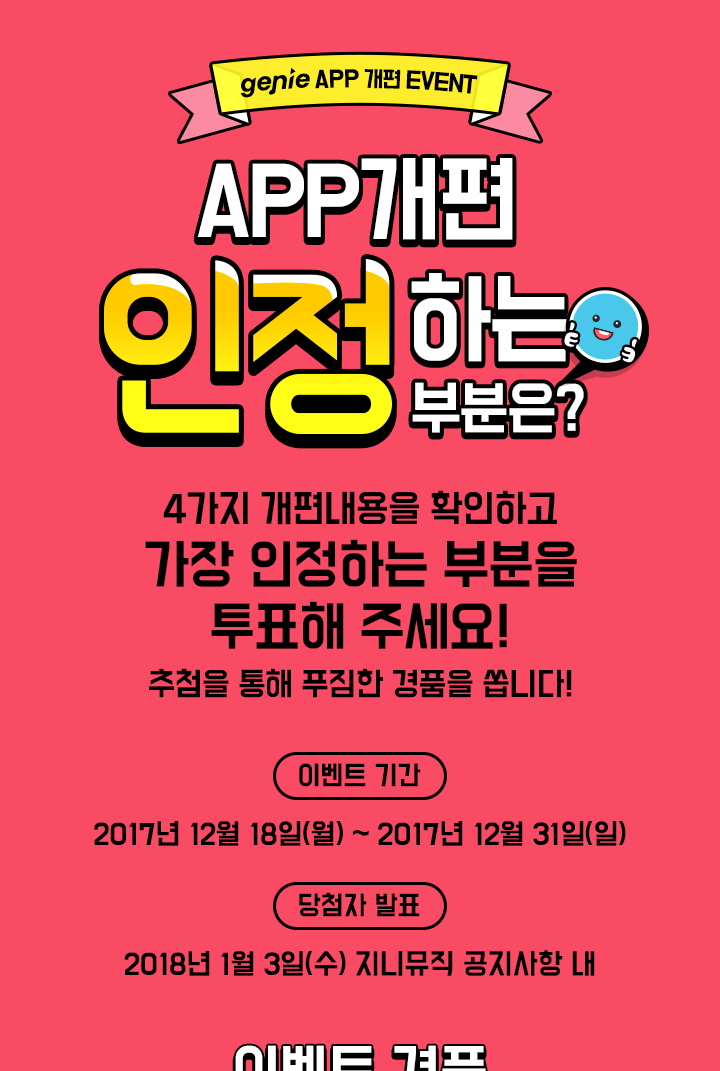 genie APP 개편 EVENT
APP개편
인정하는
부분은?
4가지 개편내용을 확인하고
가장 인정하는 부분을
투표해 주세요!
추첨을 통해 푸짐한 경품을 쏩니다!
이벤트 기간
2017년 12월 18일(월) ~ 2017년 12월 31일(일)
당첨자 발표
2018년 1월 3일(수) 지니뮤직 공지사항 내
이벤트 경품